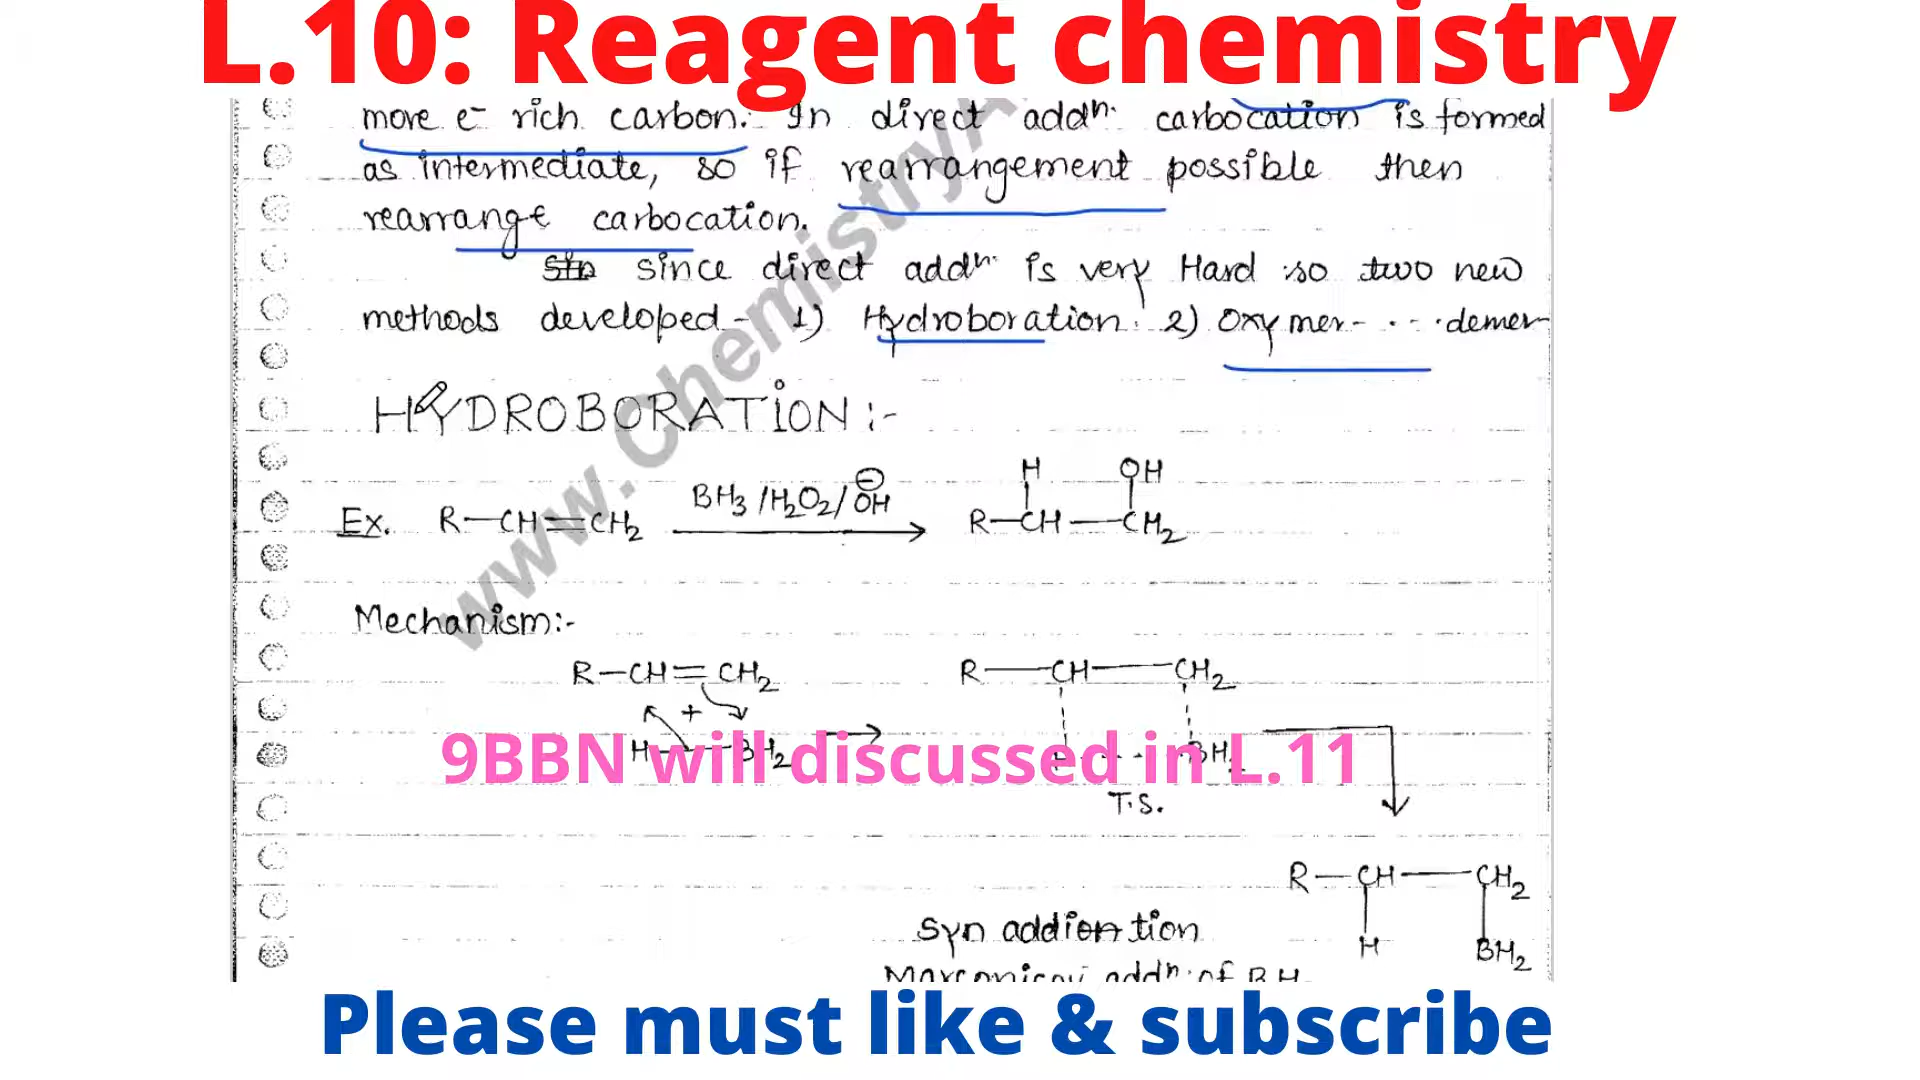 L.10: Reagent chemistry
more e⁻ rich carbon. In direct addⁿ. carbocation is formed
as intermediate, so if rearrangement possible then
rearrange carbocation.
since direct addⁿ. is very Hard so two new
methods developed - 1) Hydroboration 2) Oxymer- - - - demer-
HYDROBORATION :-
Ex. R—CH=CH₂ BH₃/H₂O₂/OH⊖ R—CH—CH₂ H OH
Mechanism:-
R—CH=CH₂ R—CH—CH₂
+
H—BH₂ BH₂
9BBN will discussed in L.11
T.S.
R—CH—CH₂
Syn addition
H BH₂
Please must like & subscribe
www.Chemistry